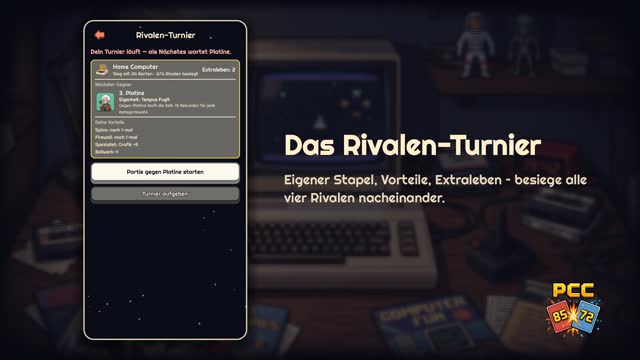 Rivalen-Turnier
Dein Turnier läuft – als Nächstes wartet Platine.
Home Computer
Sieg mit 24 Karten · 2/4 Rivalen besiegt
Extraleben: 2
Nächster Gegner
3. Platine
Eigenheit: Tempus Fugit
Gegen Platine läuft die Zeit: 15 Sekunden für jede
Kategoriewahl.
Deine Vorteile
Spion: noch 1-mal
Firewall: noch 1-mal
Spezialist: Grafik +5
Bollwerk +1
Partie gegen Platine starten
Turnier aufgeben
Das Rivalen-Turnier
Eigener Stapel, Vorteile, Extraleben – besiege alle
vier Rivalen nacheinander.
COMPUTER
PCC
85 72